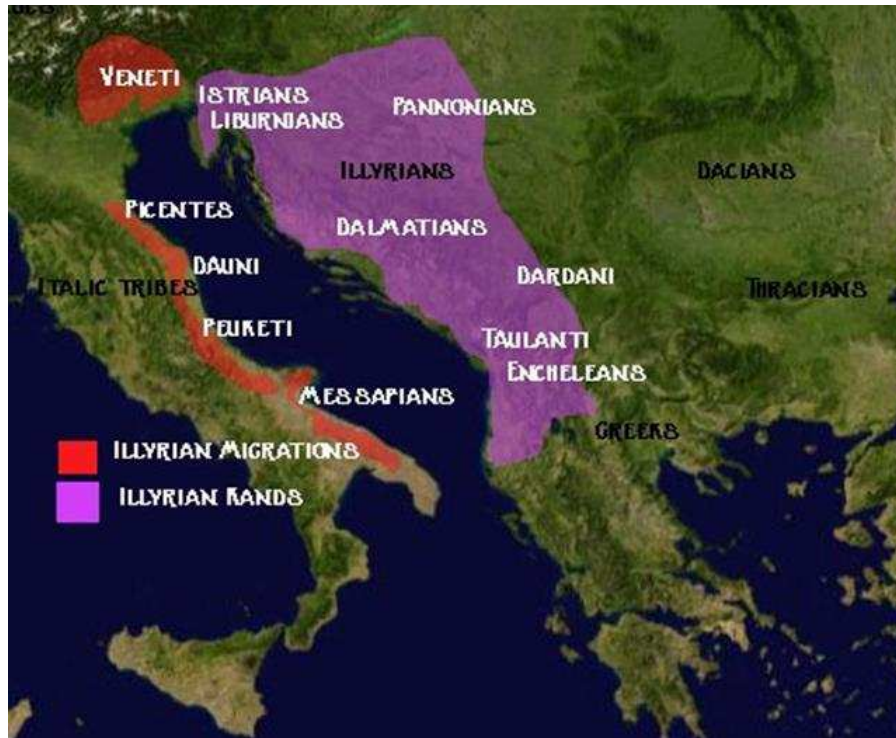 VENETI
ISTRIANS
LIBURNIANS
PANNONIANS
ILLYRIANS
DACIANS
PICENTES
DALMATIANS
DAUNI
DARDANI
ITALIC TRIBES
THRACIANS
PEUKETI
TAULANTI
ENCHELEANS
MESSAPIANS
GREEKS
ILLYRIAN MIGRATIONS
ILLYRIAN RANDS